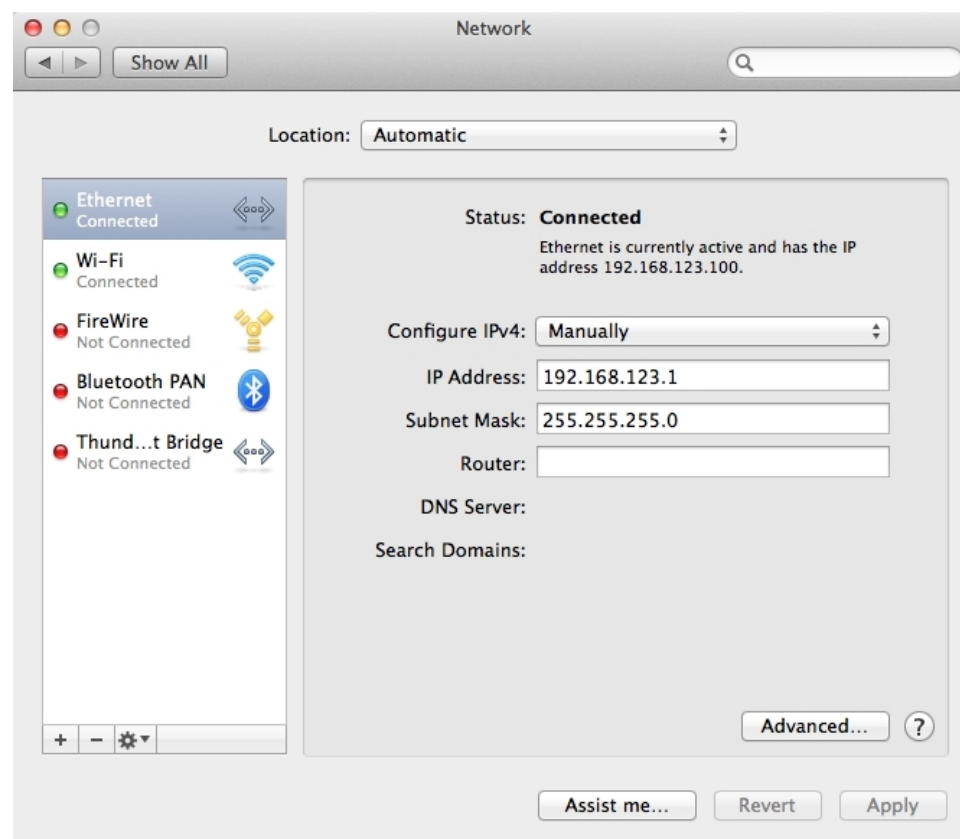 Network
Show All
Location: Automatic
Ethernet
Connected
Wi-Fi
Connected
FireWire
Not Connected
Bluetooth PAN
Not Connected
Thund...t Bridge
Not Connected
Status: Connected
Ethernet is currently active and has the IP
address 192.168.123.100.
Configure IPv4: Manually
IP Address: 192.168.123.1
Subnet Mask: 255.255.255.0
Router:
DNS Server:
Search Domains:
+ −
Advanced... ?
Assist me... Revert Apply